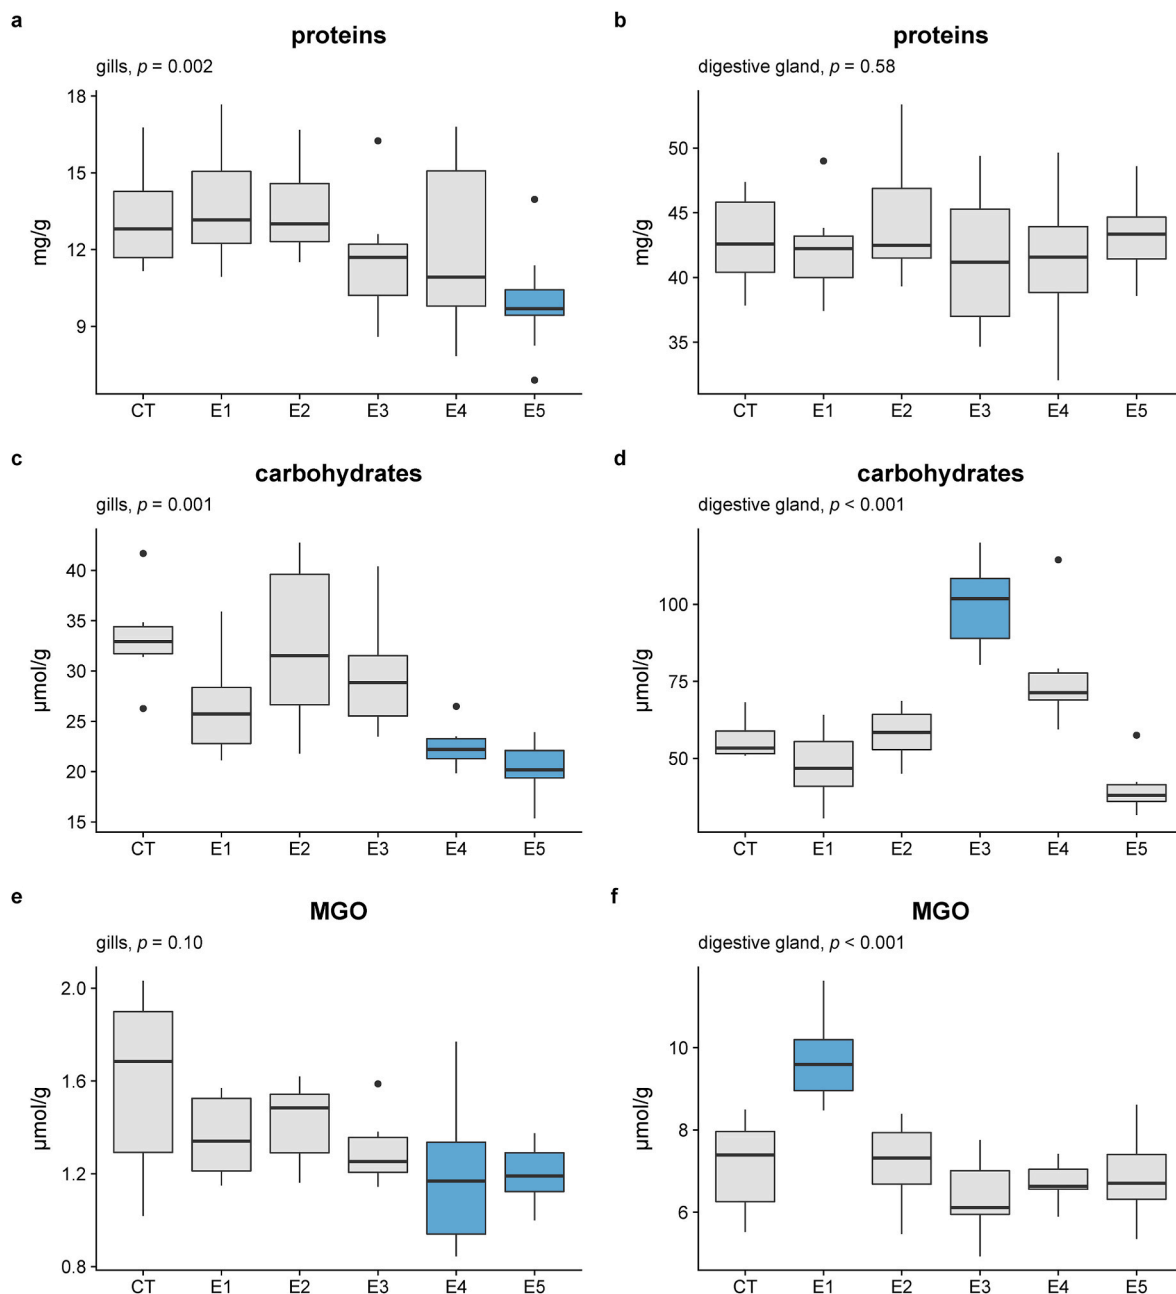 a
proteins
gills, p = 0.002
18
15
12
9
mg/g
CT E1 E2 E3 E4 E5
b
proteins
digestive gland, p = 0.58
50
45
40
35
mg/g
CT E1 E2 E3 E4 E5
c
carbohydrates
gills, p = 0.001
40
35
30
25
20
15
µmol/g
CT E1 E2 E3 E4 E5
d
carbohydrates
digestive gland, p < 0.001
100
75
50
µmol/g
CT E1 E2 E3 E4 E5
e
MGO
gills, p = 0.10
2.0
1.6
1.2
0.8
µmol/g
CT E1 E2 E3 E4 E5
f
MGO
digestive gland, p < 0.001
10
8
6
µmol/g
CT E1 E2 E3 E4 E5